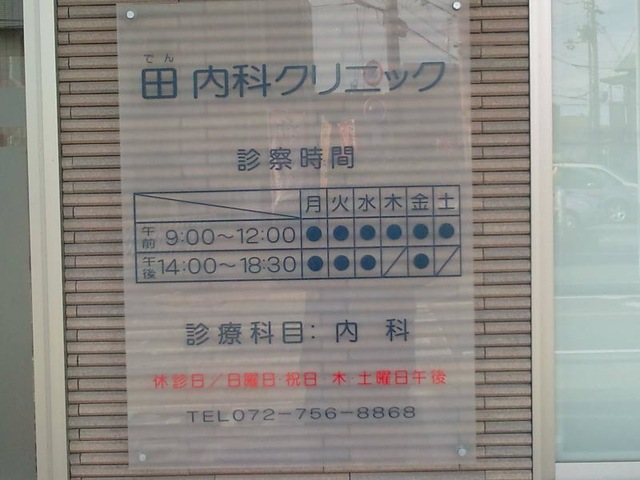 でん
田 内科クリニック
診察時間
月 火 水 木 金 土
午前 9:00～12:00 ● ● ● ● ● ●
午後 14:00～18:30 ● ● ● ／ ● ／
診療科目: 内 科
休診日／日曜日・祝日 木・土曜日午後
TEL072-756-8868